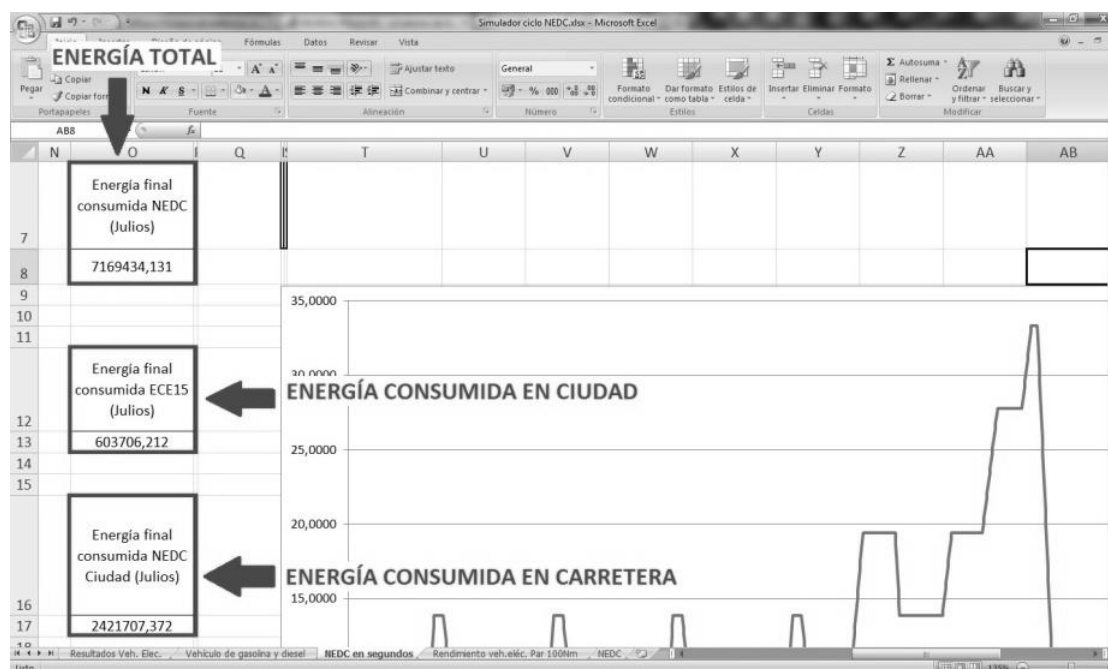 Simulador ciclo NEDC.xlsx - Microsoft Excel
Fórmulas Datos Revisar Vista
ENERGÍA TOTAL
Pegar
Copiar
Copiar
N K S
Ajustar texto
Combinar y centrar
General
% 000
Formato condicional
Dar formato como tabla
Estilos de celda
Insertar Eliminar Formato
Σ Autosuma
Rellenar
Borrar
Ordenar y filtrar
Buscar y seleccionar
Portapapeles Fuente Alineación Número Estilos Celdas Modificar
AB8 fx
N O Q T U V W X Y Z AA AB
7
Energía final
consumida NEDC
(Julios)
8 7169434,131
9
10
11
12
Energía final
consumida ECE15
(Julios)
13 603706,212
14
15
16
Energía final
consumida NEDC
Ciudad (Julios)
17 2421707,372
18
35,0000
30,0000
ENERGÍA CONSUMIDA EN CIUDAD
25,0000
20,0000
ENERGÍA CONSUMIDA EN CARRETERA
15,0000
Resultados Veh. Elec. Vehículo de gasolina y diesel NEDC en segundos Rendimiento veh.eléc. Par 100Nm NEDC
Listo 135%